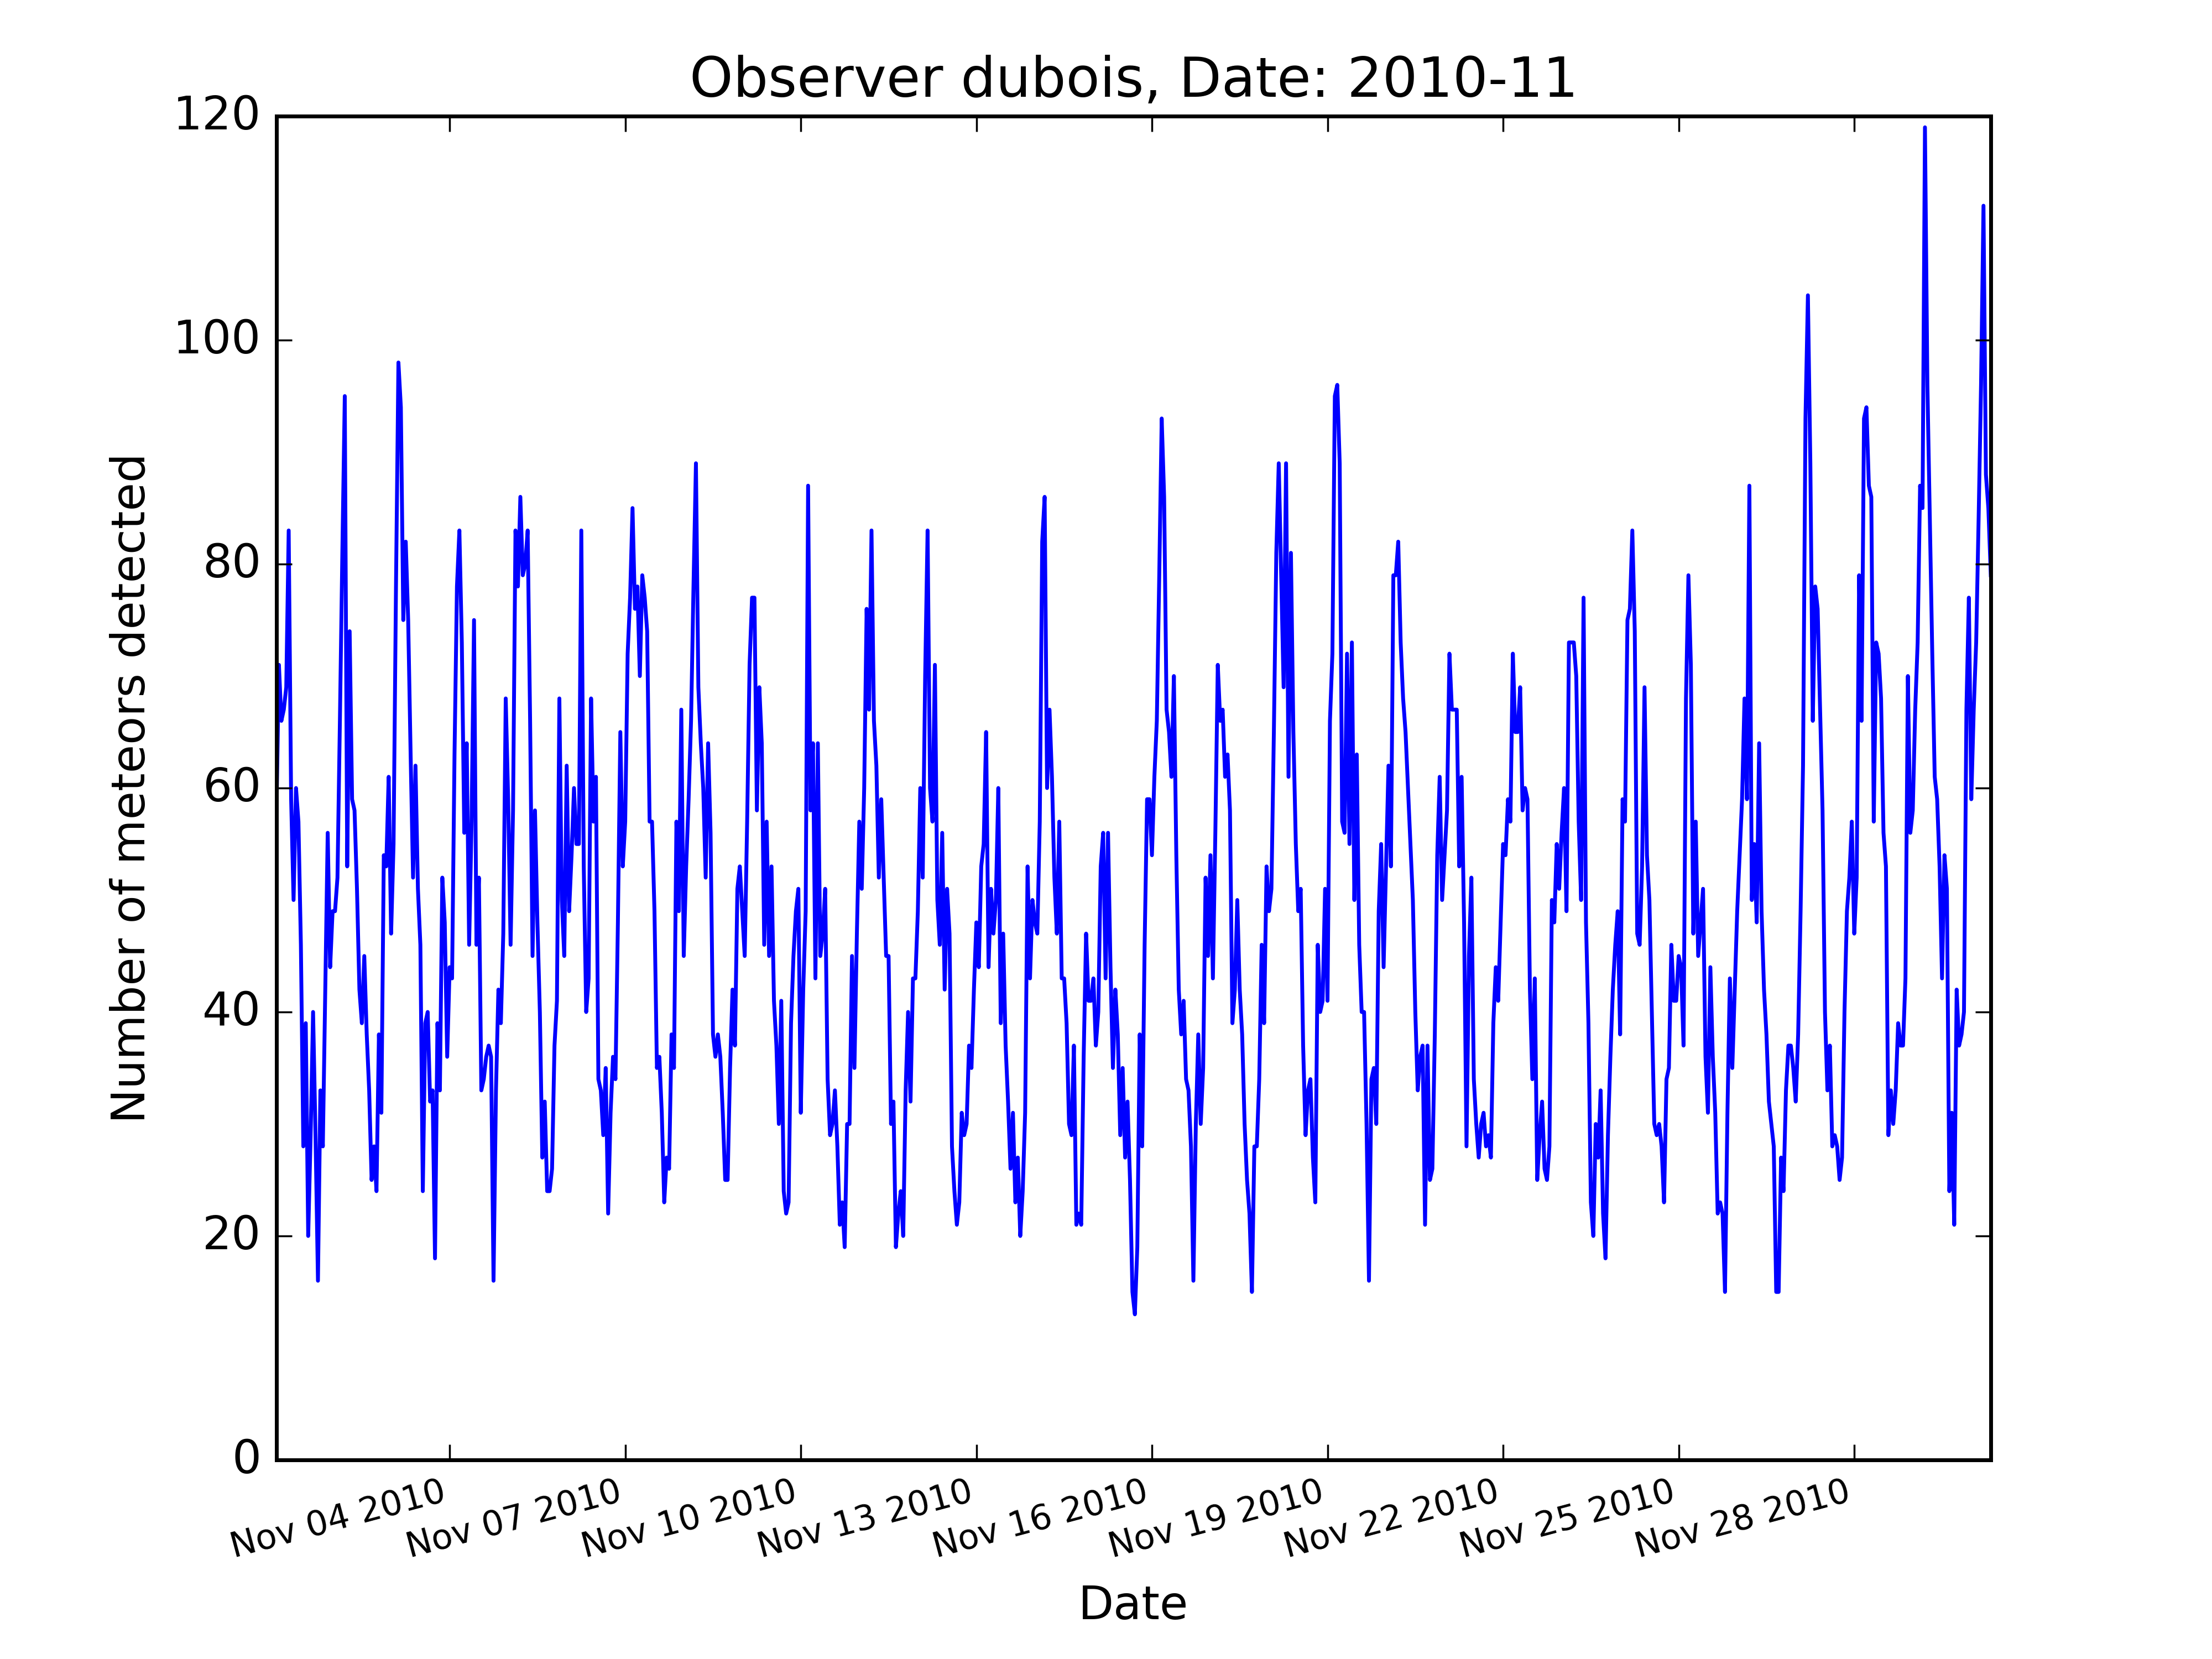 Observer dubois, Date: 2010-11
120
100
80
60
40
20
0
Number of meteors detected
Nov 04 2010
Nov 07 2010
Nov 10 2010
Nov 13 2010
Nov 16 2010
Nov 19 2010
Nov 22 2010
Nov 25 2010
Nov 28 2010
Date